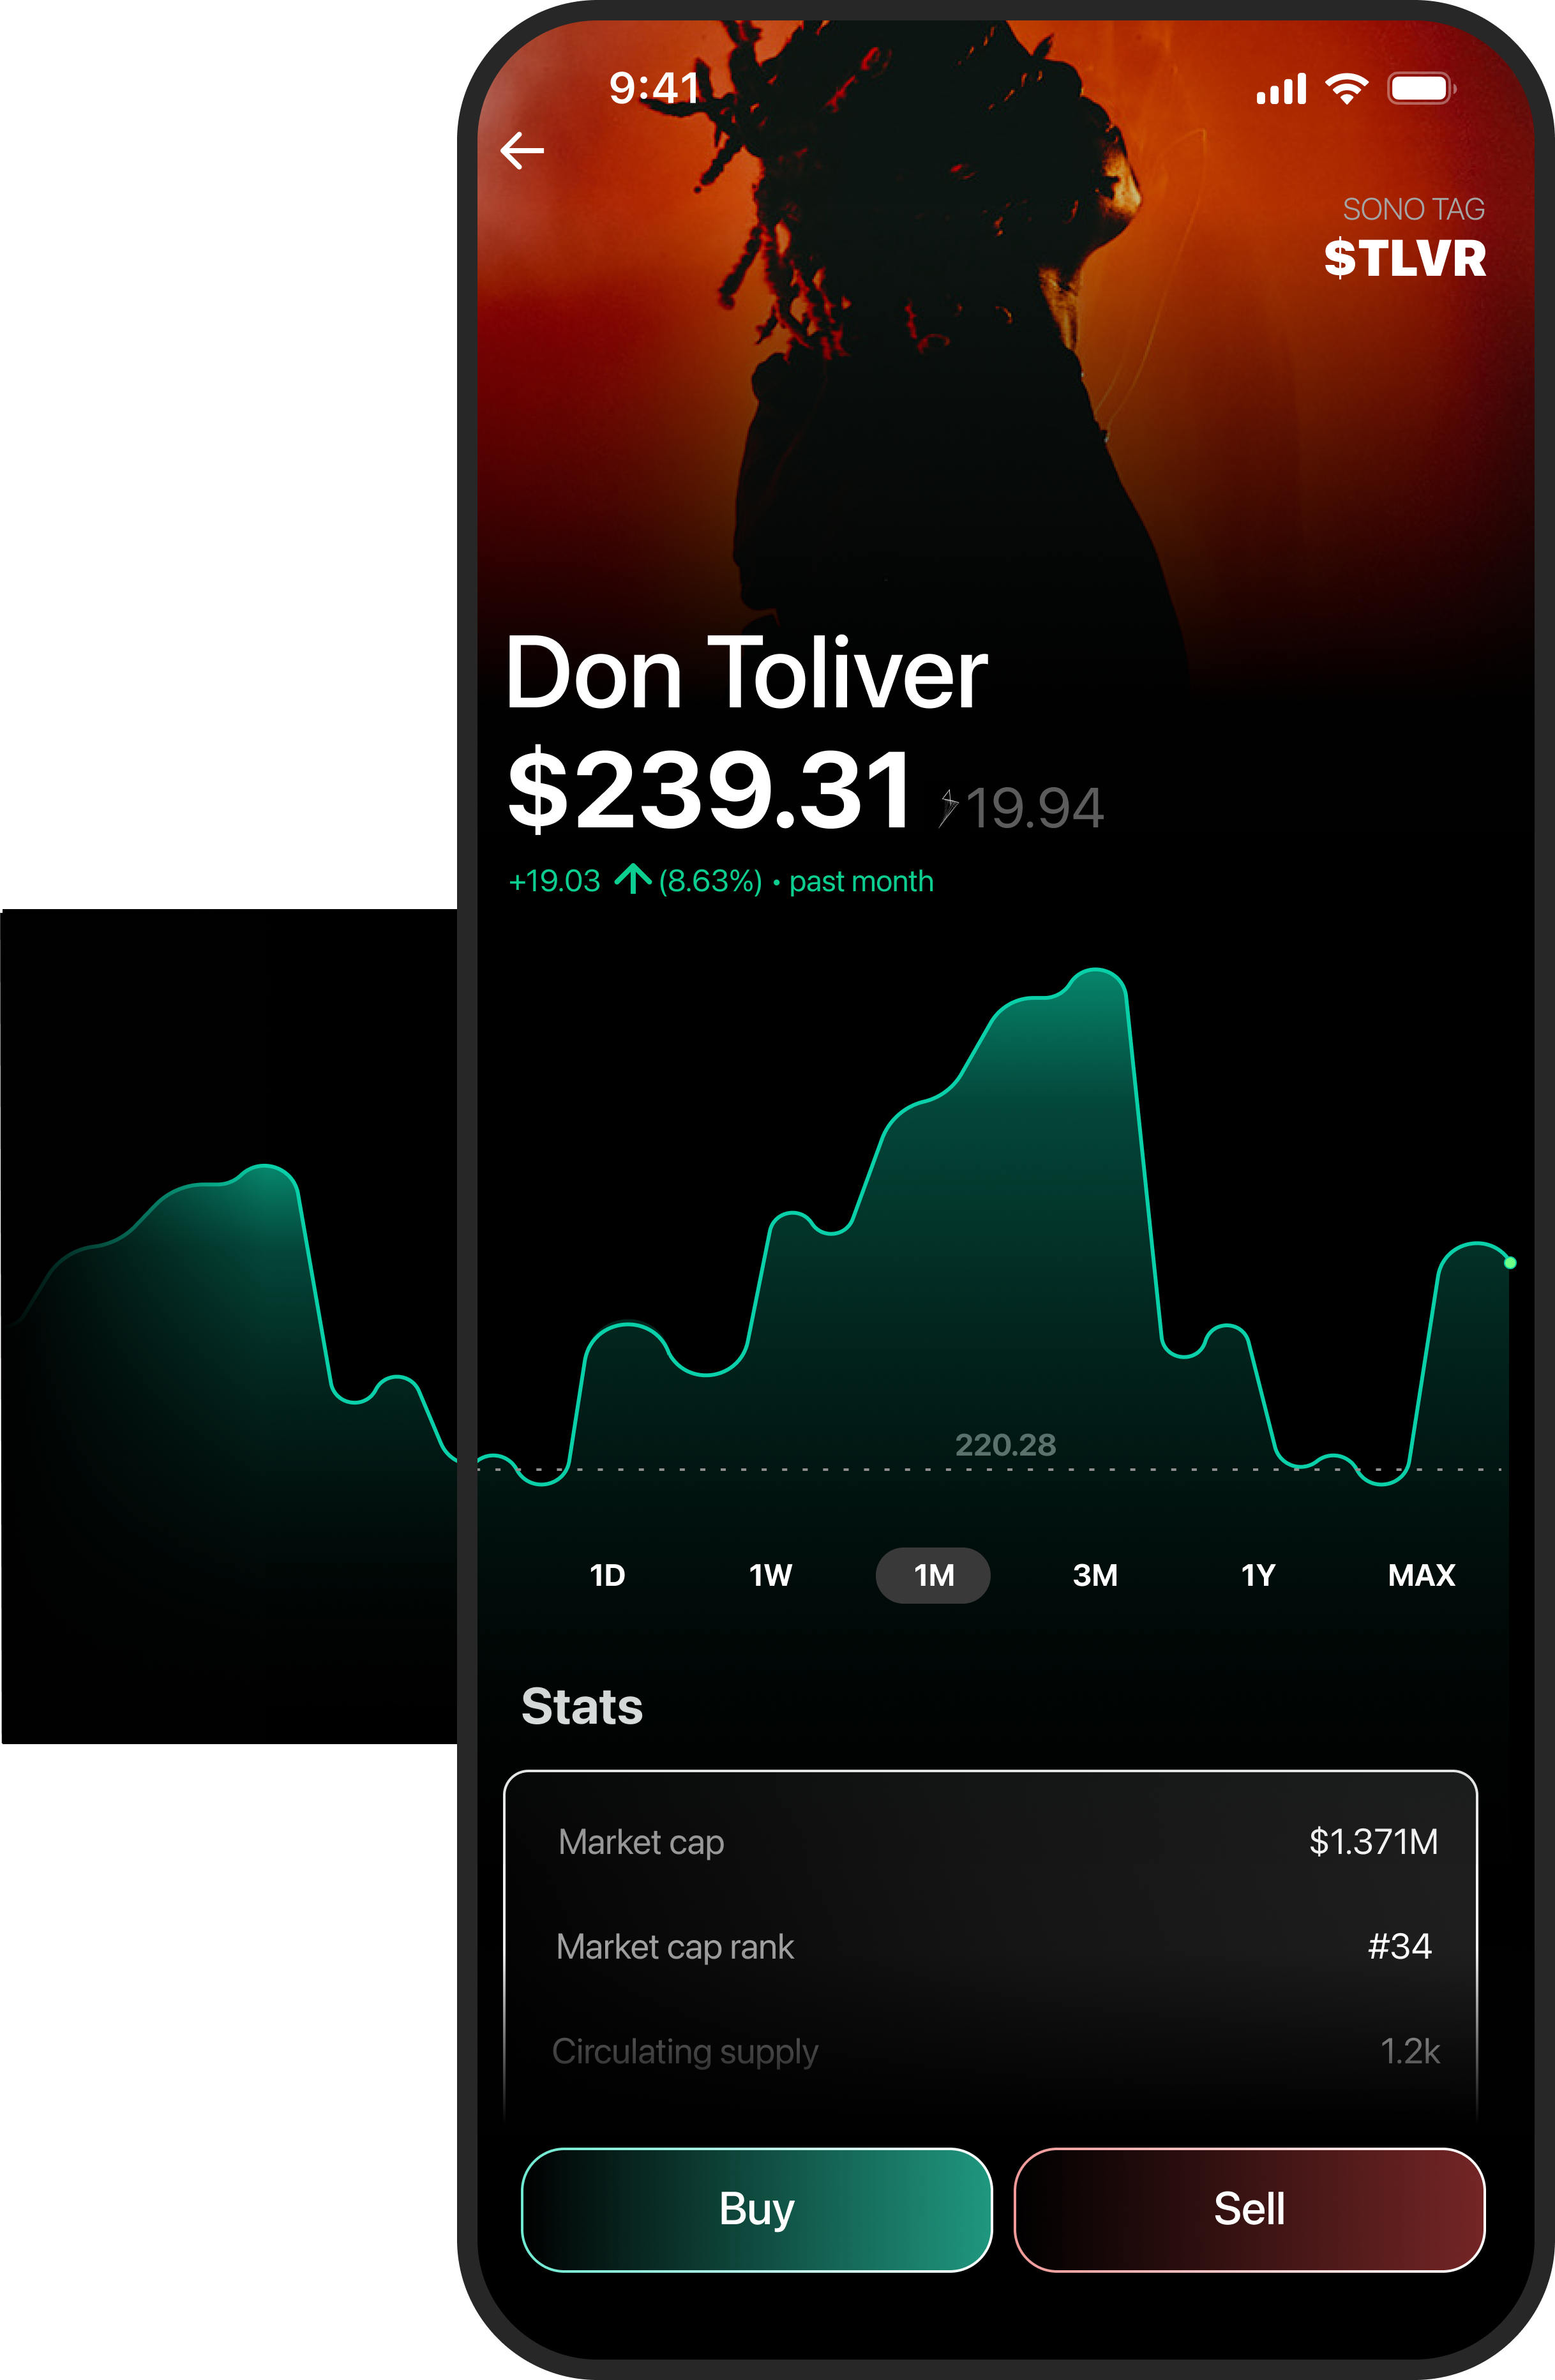 9:41
SONO TAG
$TLVR
Don Toliver
$239.31 19.94
+19.03 (8.63%) • past month
220.28
1D 1W 1M 3M 1Y MAX
Stats
Market cap $1.371M
Market cap rank #34
Circulating supply 1.2k
Buy Sell